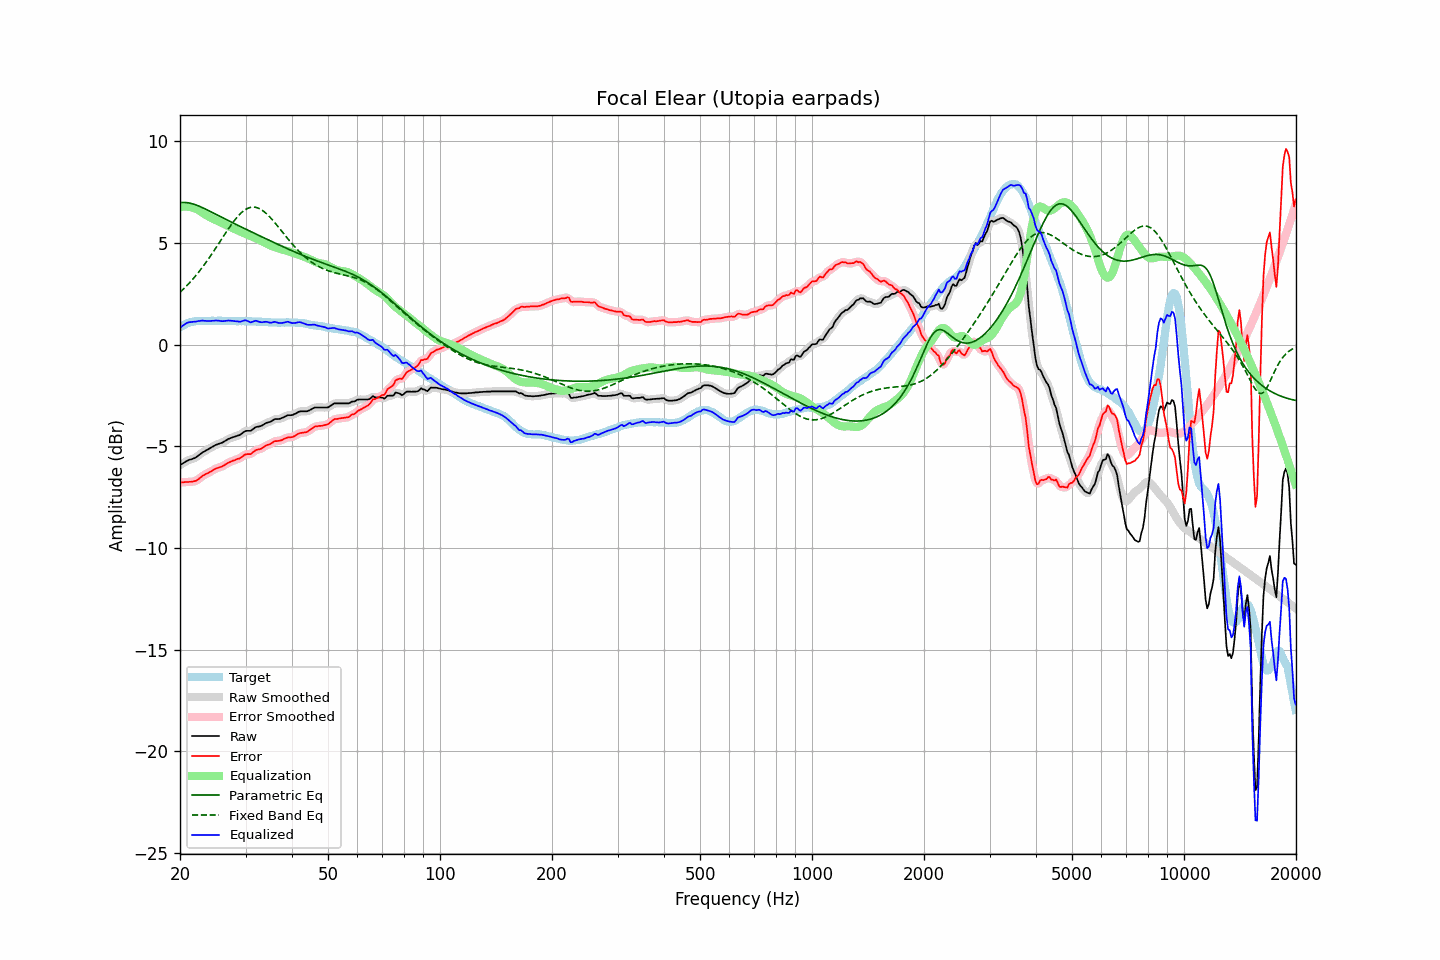 Focal Elear (Utopia earpads)
Amplitude (dBr)
10
5
0
−5
−10
−15
−20
−25
Target
Raw Smoothed
Error Smoothed
Raw
Error
Equalization
Parametric Eq
Fixed Band Eq
Equalized
20 50 100 200 500 1000 2000 5000 10000 20000
Frequency (Hz)